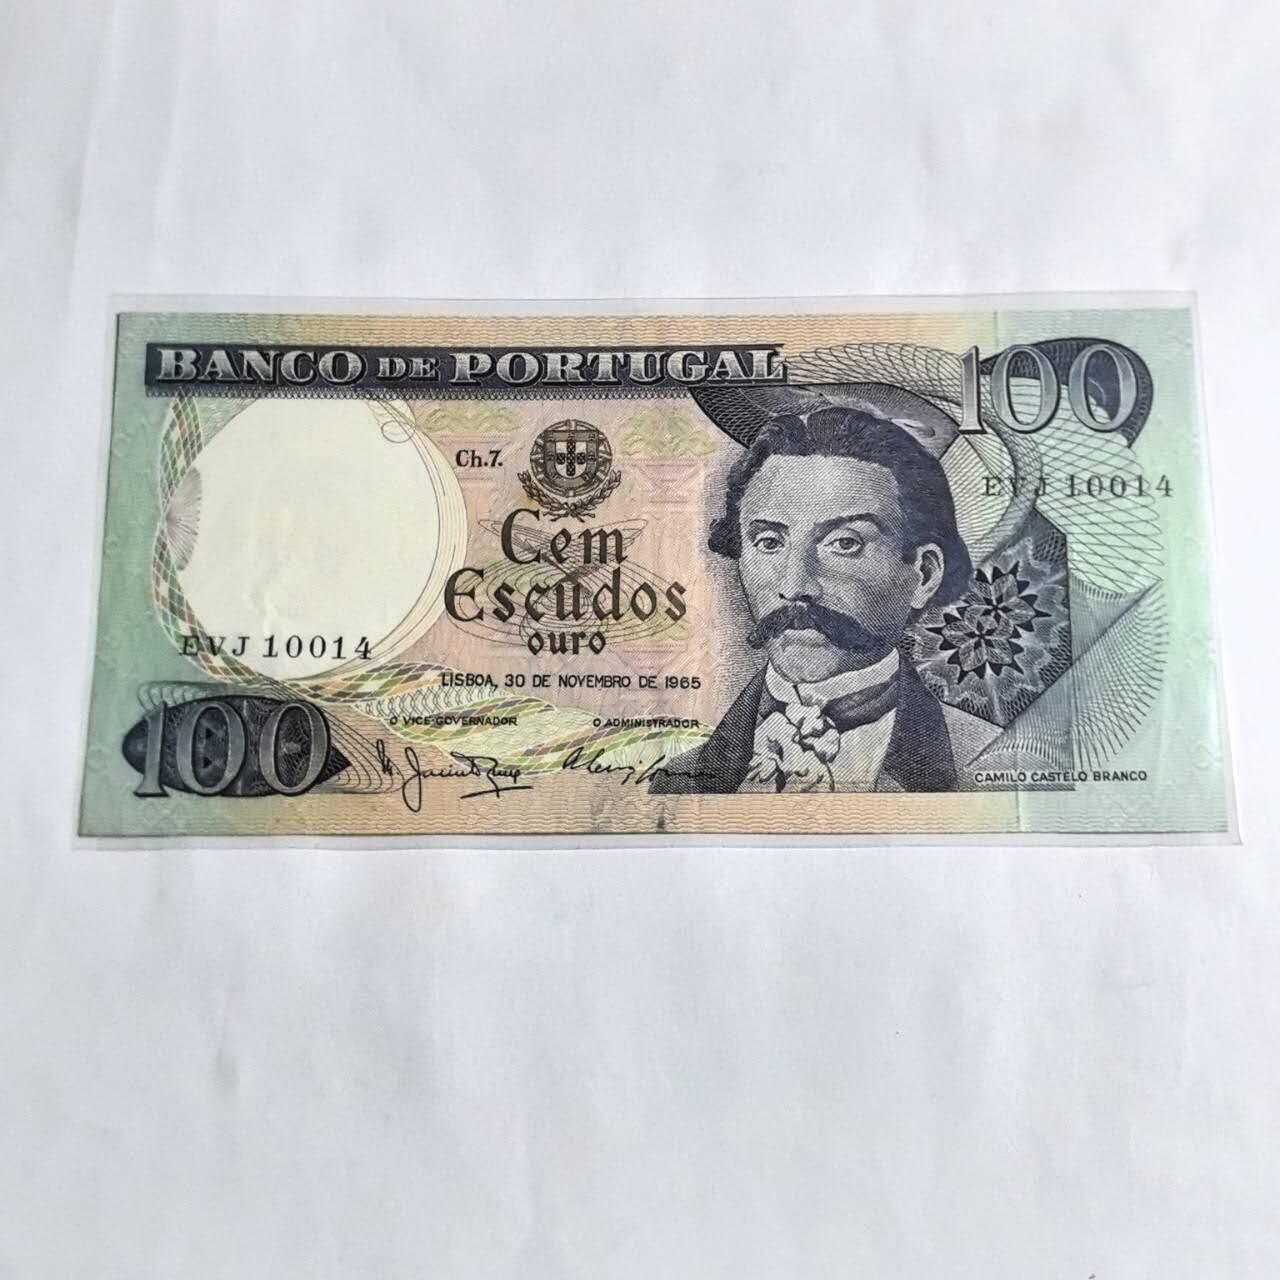 BANCO DE PORTUGAL
100
Ch.7.
EVJ 10014
Cem
Escudos
ouro
EVJ 10014
LISBOA, 30 DE NOVEMBRO DE 1965
O VICE-GOVERNADOR O ADMINISTRADOR
100
CAMILO CASTELO BRANCO